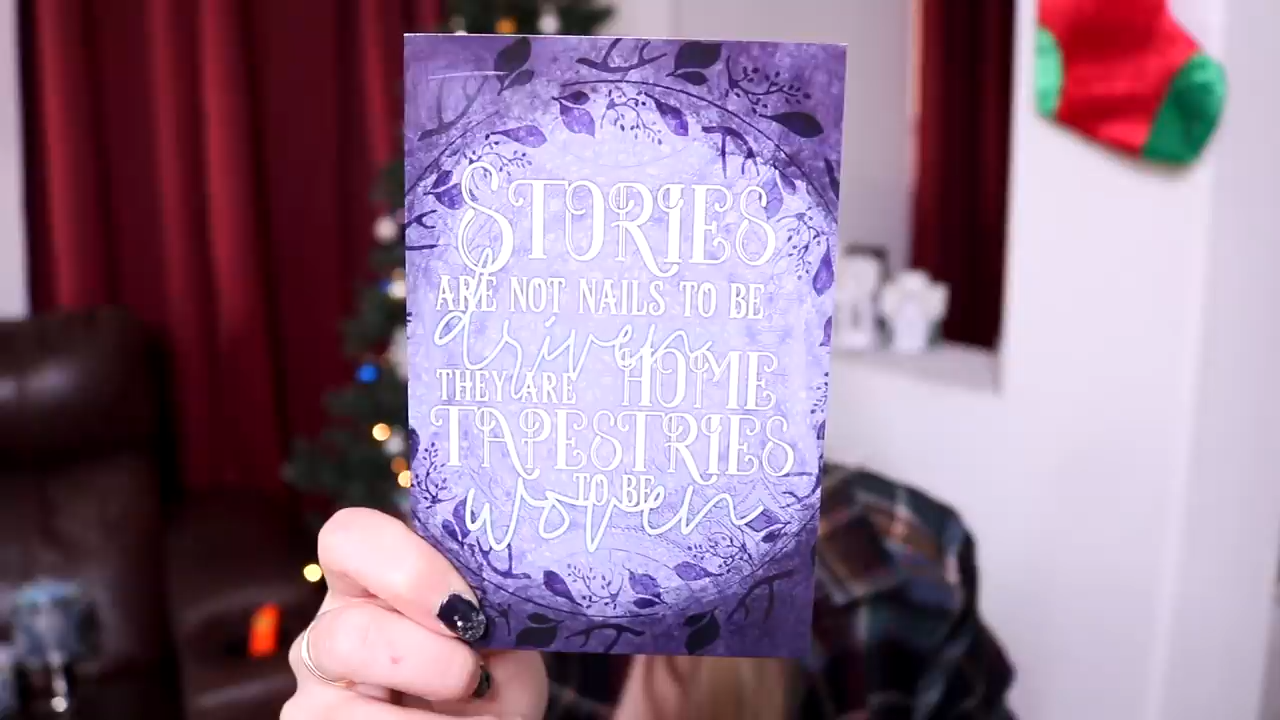 STORIES
ARE NOT NAILS TO BE
driven HOME
THEY ARE
TAPESTRIES
TO BE
woven